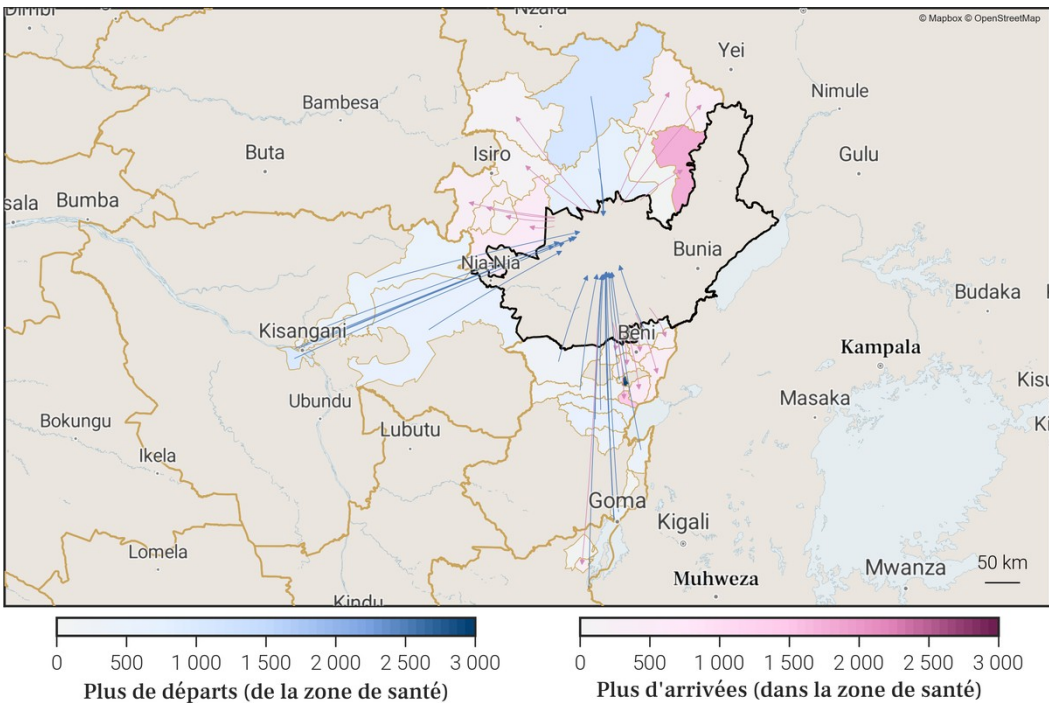 Dimbi
Nzara
© Mapbox © OpenStreetMap
Yei
Bambesa
Nimule
Buta
Isiro
Gulu
sala
Bumba
Bunia
Nia-Nia
Budaka
Kisangani
Beni
Kampala
Kisu
Ubundu
Masaka
Bokungu
Lubutu
Ki
Ikela
Goma
Kigali
Lomela
50 km
Muhweza
Mwanza
Kindu
0 500 1 000 1 500 2 000 2 500 3 000
Plus de départs (de la zone de santé)
0 500 1 000 1 500 2 000 2 500 3 000
Plus d'arrivées (dans la zone de santé)